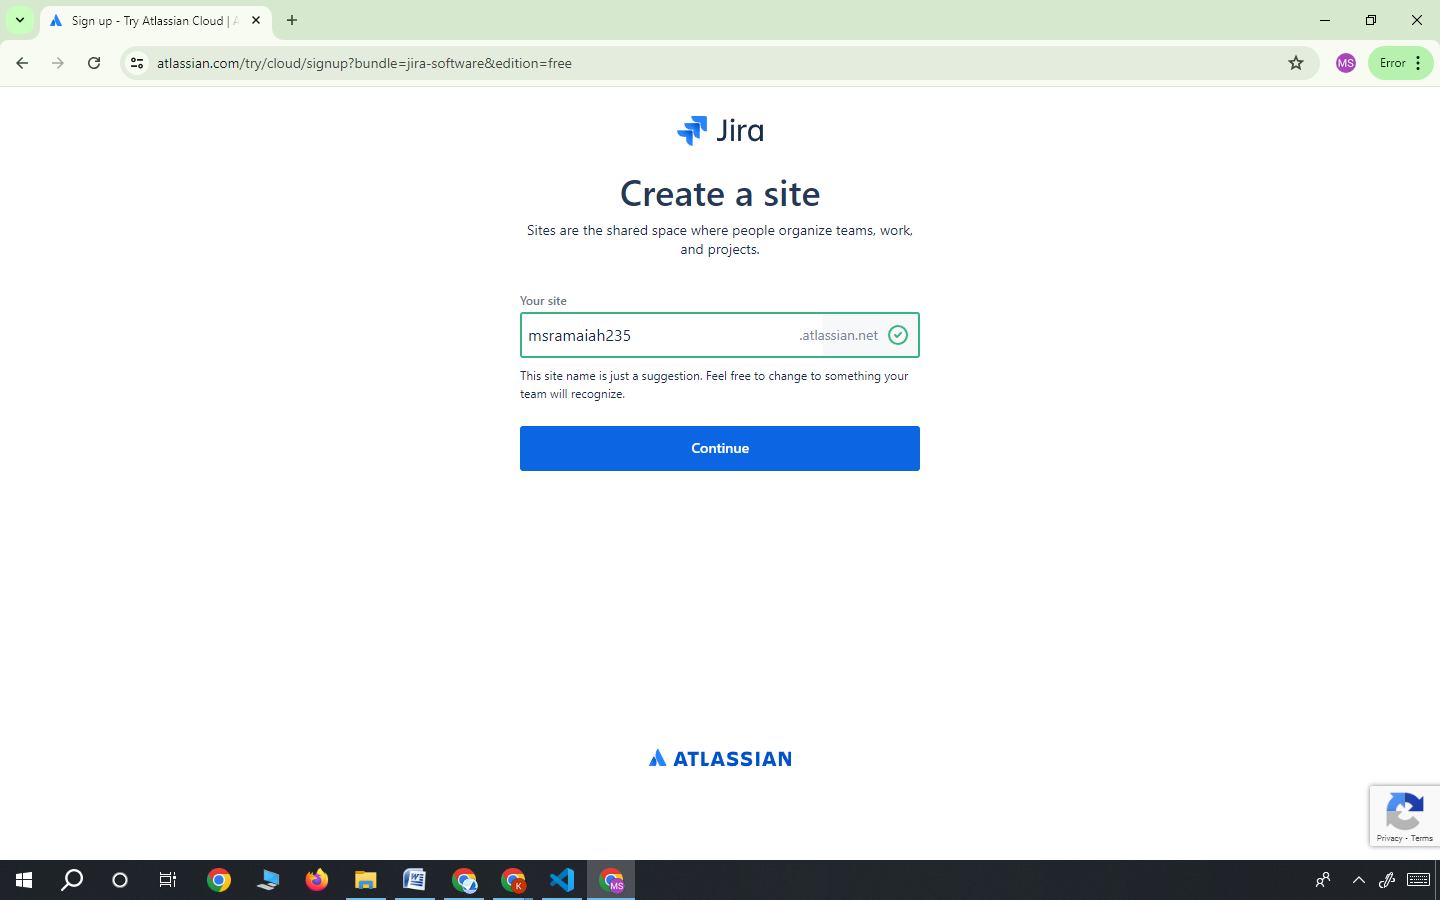 Sign up - Try Atlassian Cloud |
atlassian.com/try/cloud/signup?bundle=jira-software&edition=free
MS
Error
Jira
Create a site
Sites are the shared space where people organize teams, work,
and projects.
Your site
msramaiah235
.atlassian.net
This site name is just a suggestion. Feel free to change to something your
team will recognize.
Continue
ATLASSIAN
Privacy - Terms
W
K
MS